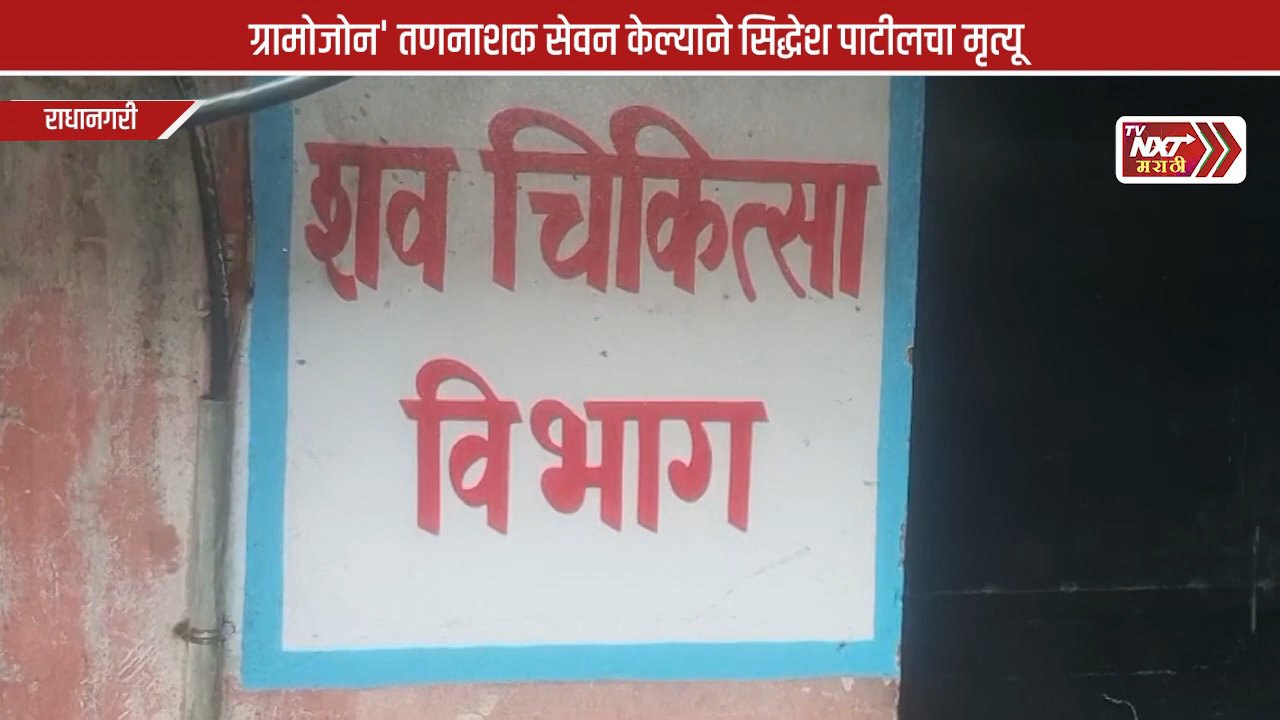 ग्रामोजोन' तणनाशक सेवन केल्याने सिद्धेश पाटीलचा मृत्यू
राधानगरी
TV
NXT
मराठी
शव चिकित्सा
विभाग